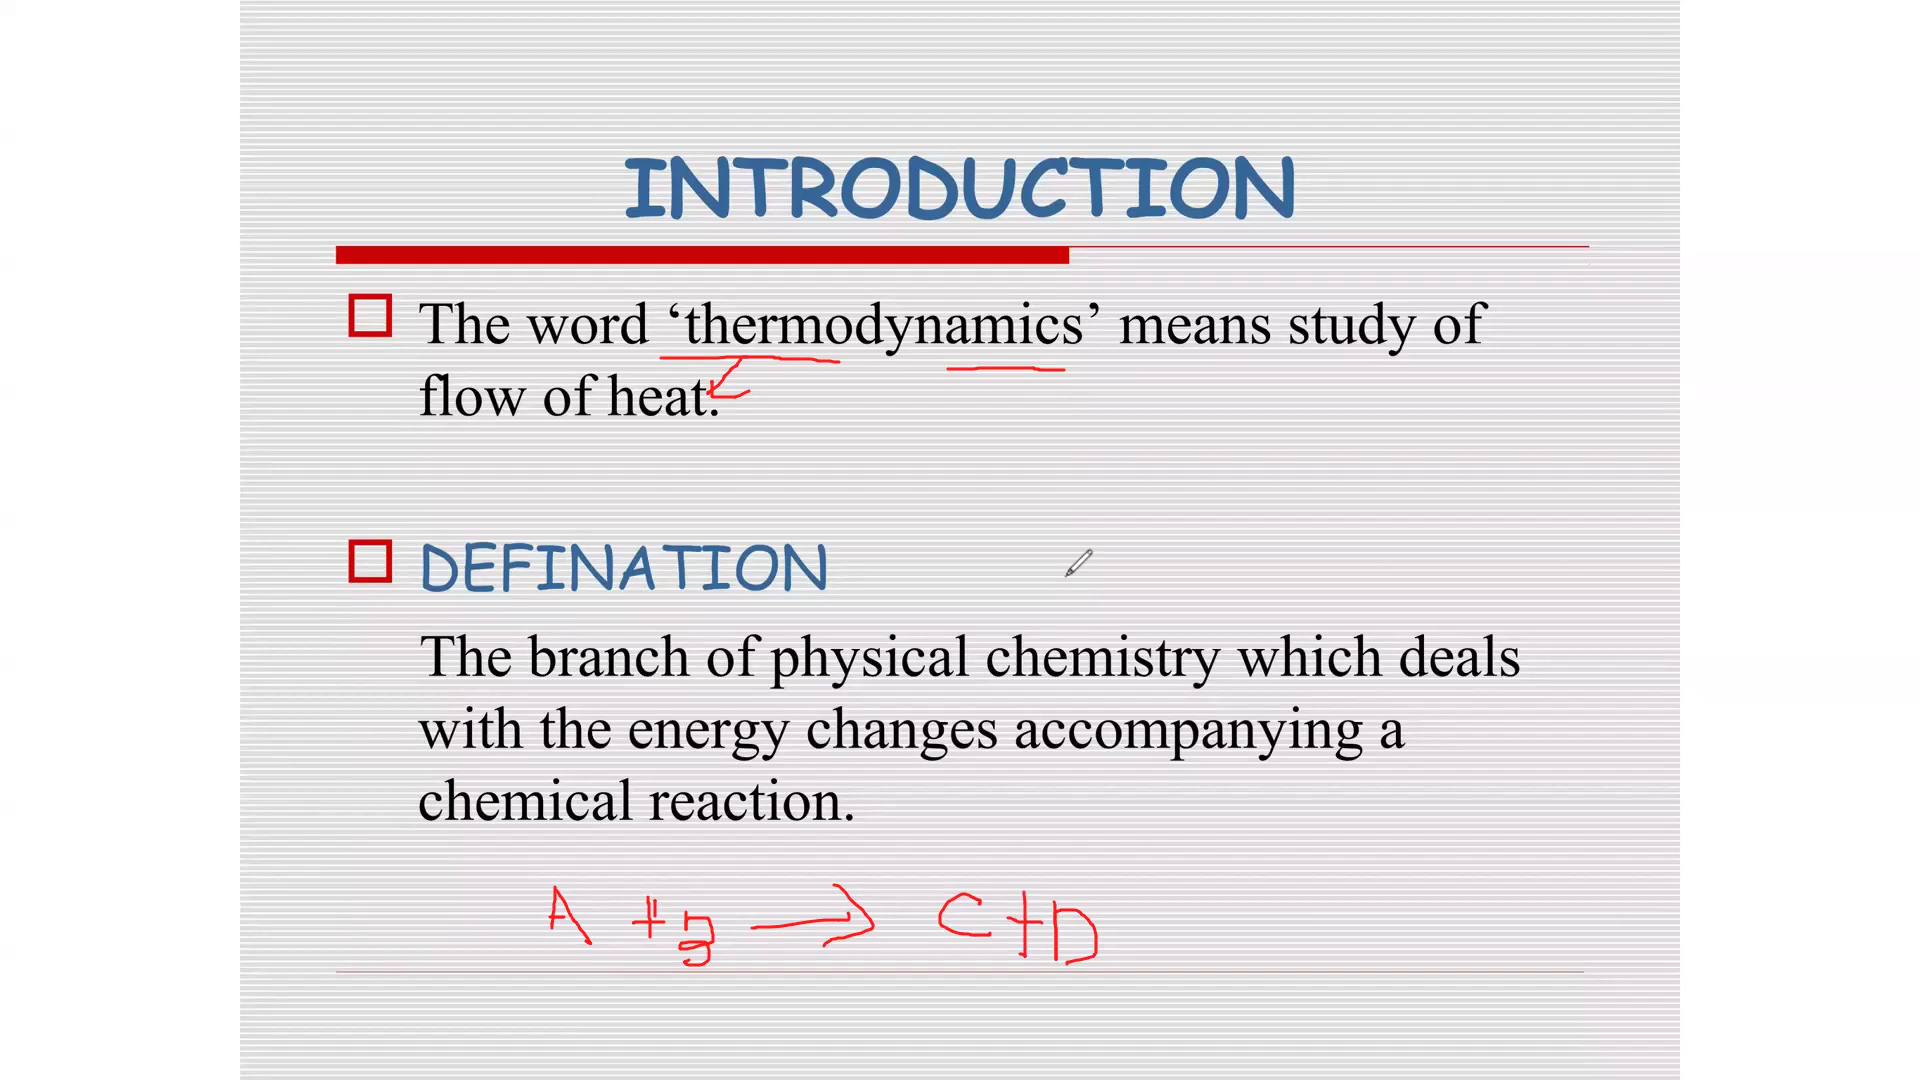 INTRODUCTION
The word ‘thermodynamics’ means study of
flow of heat.
DEFINATION
The branch of physical chemistry which deals
with the energy changes accompanying a
chemical reaction.
A + B → C + D